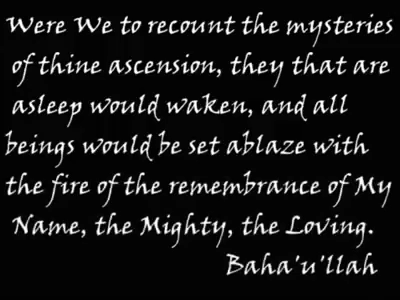 Were We to recount the mysteries
of thine ascension, they that are
asleep would waken, and all
beings would be set ablaze with
the fire of the remembrance of My
Name, the Mighty, the Loving.
Baha'u'llah